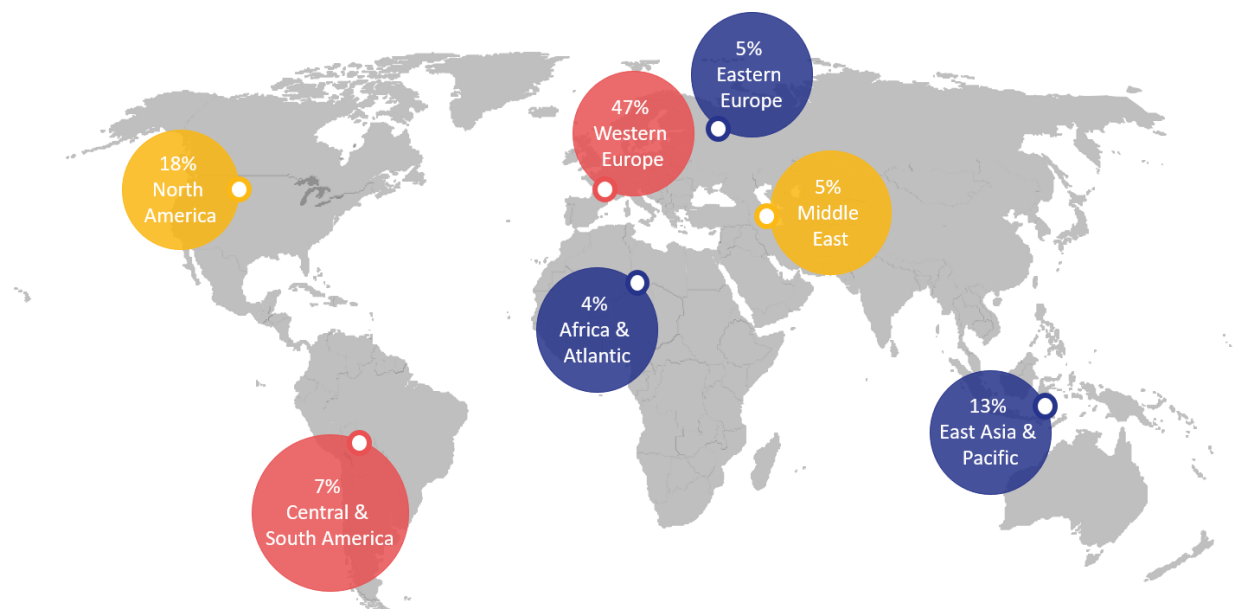 5%
Eastern
Europe
47%
Western
Europe
18%
North
America
5%
Middle
East
4%
Africa &
Atlantic
13%
East Asia &
Pacific
7%
Central &
South America